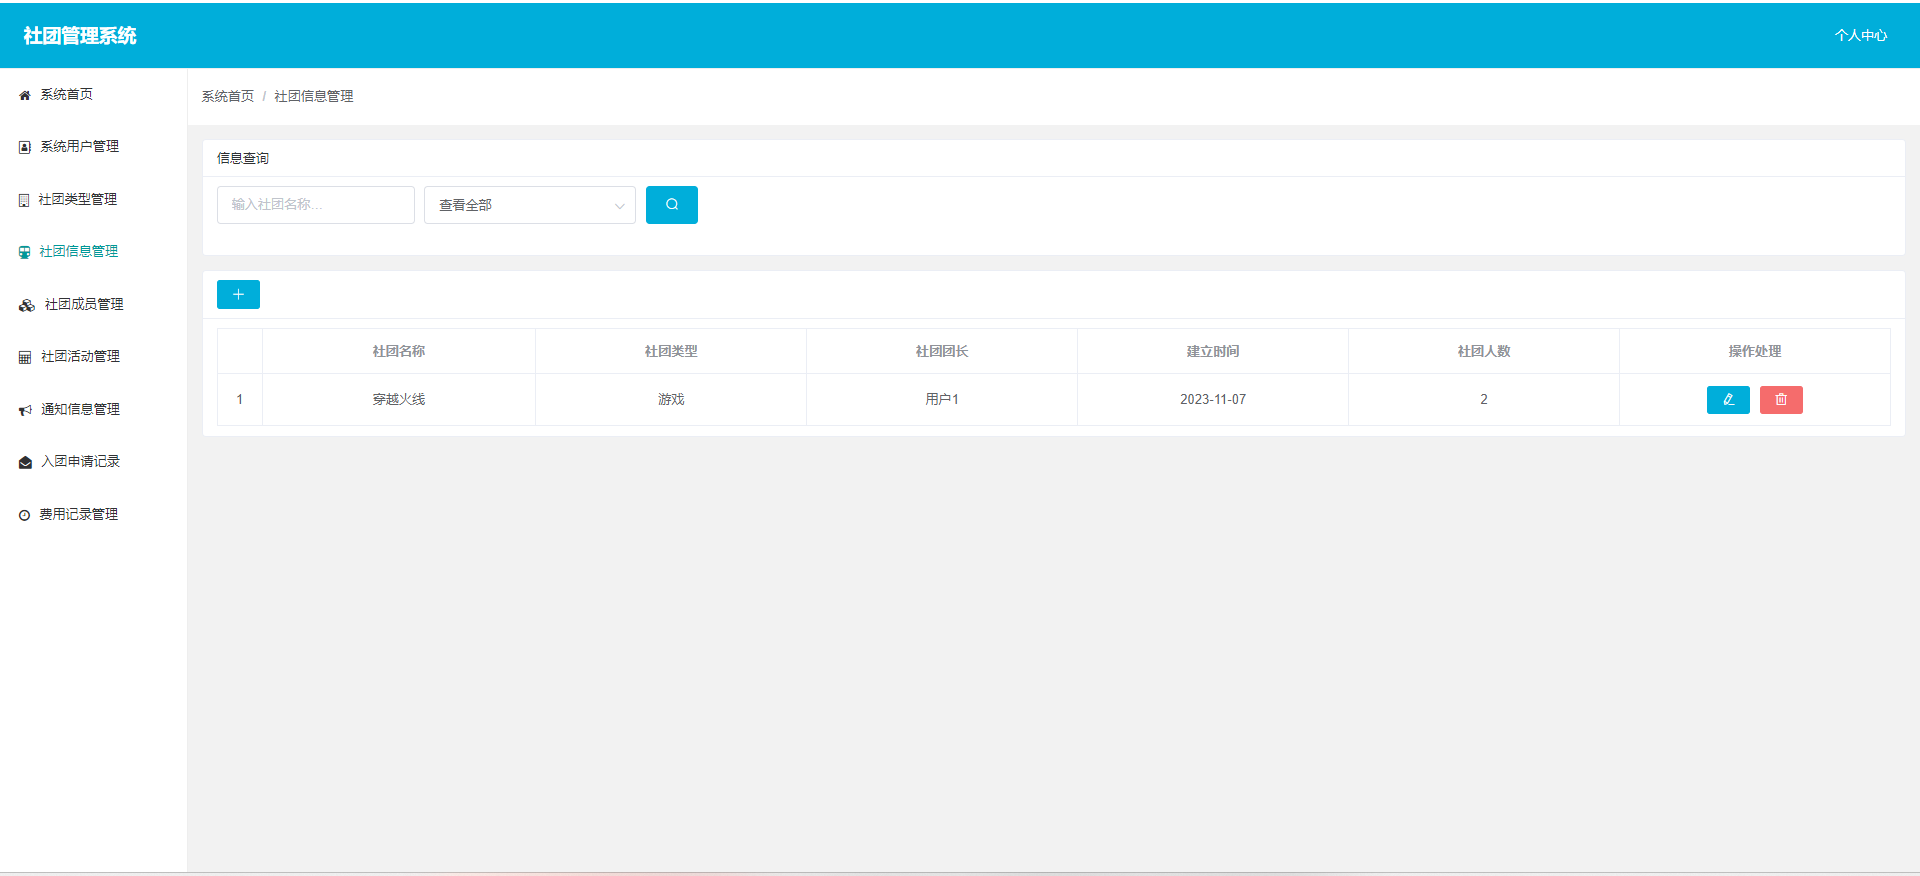 社团管理系统
个人中心
系统首页
系统用户管理
社团类型管理
社团信息管理
社团成员管理
社团活动管理
通知信息管理
入团申请记录
费用记录管理
系统首页 / 社团信息管理
信息查询
输入社团名称...
查看全部
社团名称 社团类型 社团团长 建立时间 社团人数 操作处理
1 穿越火线 游戏 用户1 2023-11-07 2